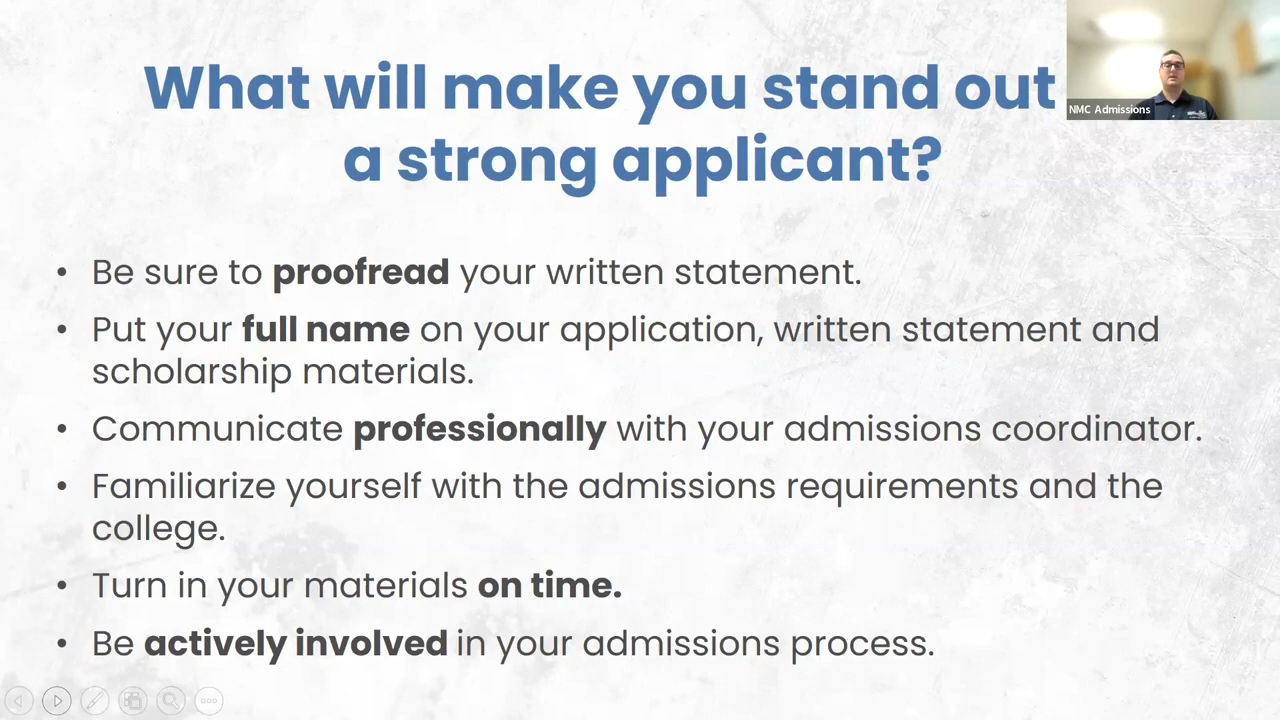 What will make you stand out
a strong applicant?
NMC Admissions
• Be sure to proofread your written statement.
• Put your full name on your application, written statement and
scholarship materials.
• Communicate professionally with your admissions coordinator.
• Familiarize yourself with the admissions requirements and the
college.
• Turn in your materials on time.
• Be actively involved in your admissions process.